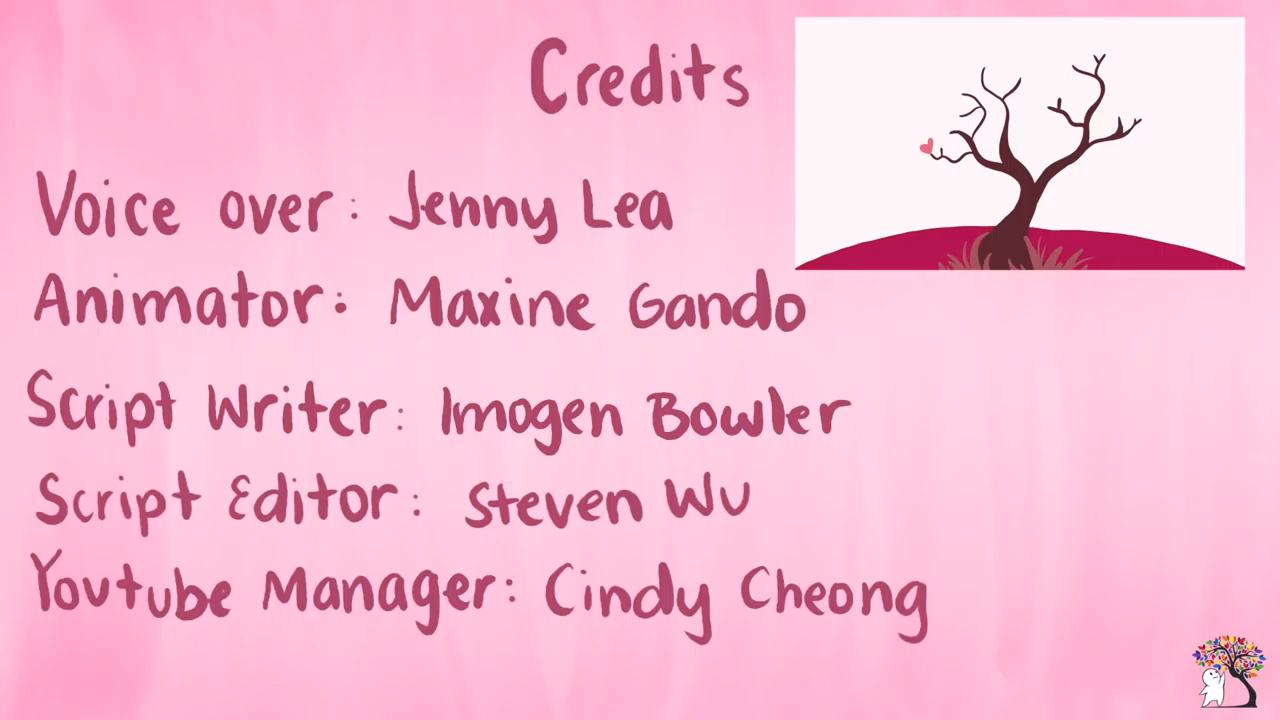 Credits
Voice over: Jenny Lea
Animator: Maxine Gando
Script Writer: Imogen Bowler
Script Editor: Steven Wu
Youtube Manager: Cindy Cheong